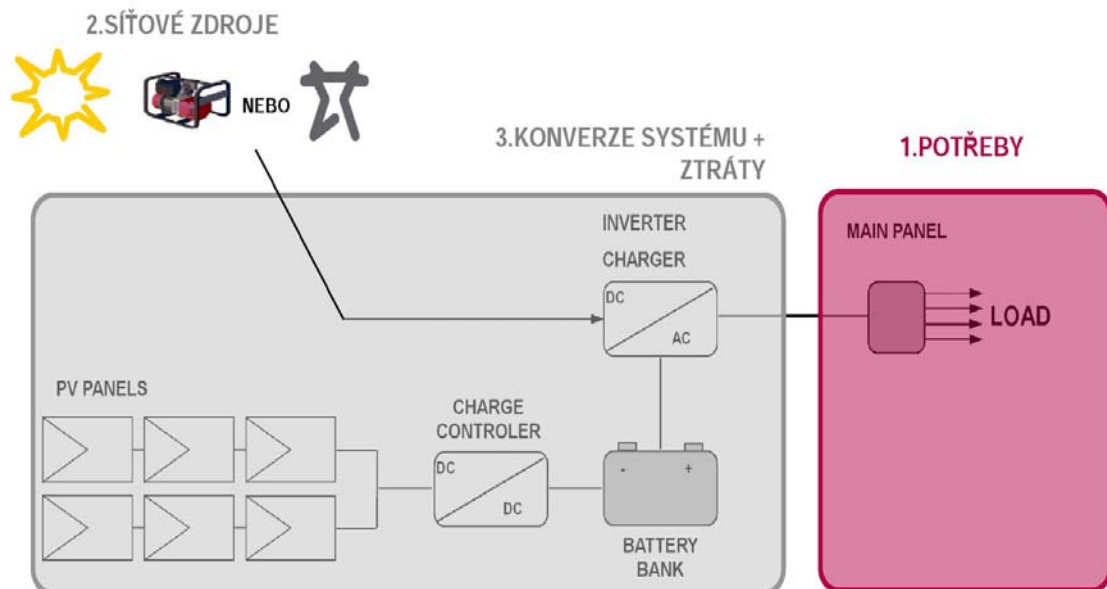 2.SÍŤOVÉ ZDROJE
NEBO
3.KONVERZE SYSTÉMU +
ZTRÁTY
1.POTŘEBY
INVERTER
CHARGER
DC
AC
MAIN PANEL
LOAD
PV PANELS
CHARGE
CONTROLER
DC
DC
- +
BATTERY
BANK